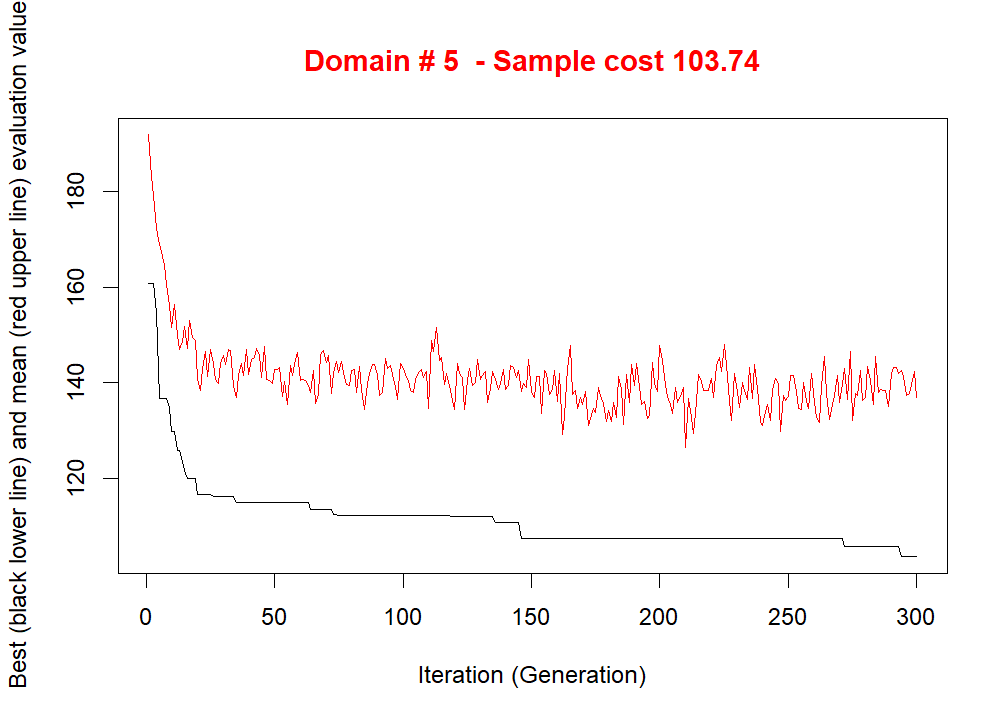 Domain # 5  - Sample cost 103.74
Best (black lower line) and mean (red upper line) evaluation value
180
160
140
120
0 50 100 150 200 250 300
Iteration (Generation)